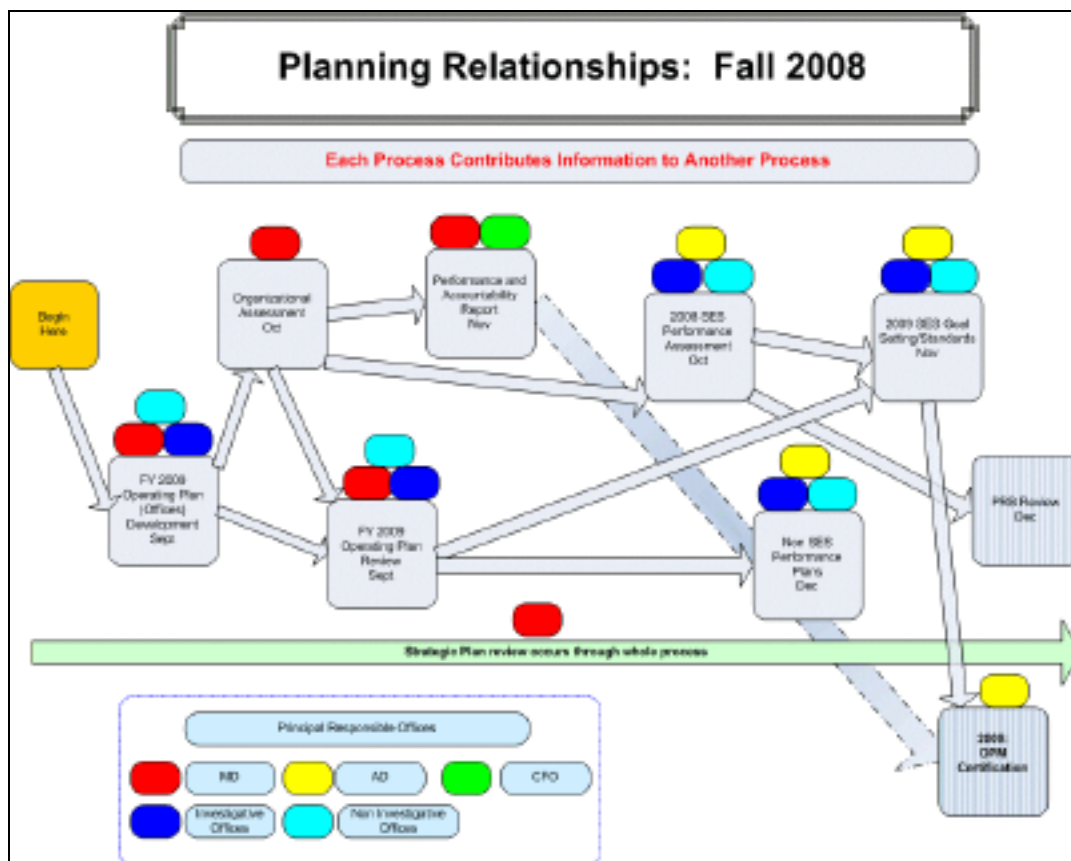 Planning Relationships: Fall 2008
Each Process Contributes Information to Another Process
Begin
Here
Organizational
Assessment
Oct
Performance and
Accountability
Report
Nov
2008 SES
Performance
Assessment
Oct
2009 SES Goal
Setting/Standards
Nov
FY 2009
Operating Plan
(Offices)
Development
Sept
FY 2009
Operating Plan
Review
Sept
Non SES
Performance
Plans
Dec
PRB Review
Dec
Strategic Plan review occurs through whole process
OPM
Certification
Principal Responsible Offices
AD
CFO
Investigative
Offices
Non Investigative
Offices